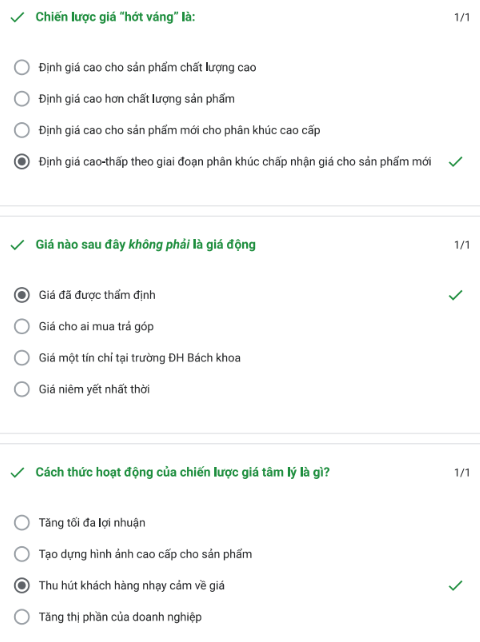 Chiến lược giá "hớt váng" là:
1/1
Định giá cao cho sản phẩm chất lượng cao
Định giá cao hơn chất lượng sản phẩm
Định giá cao cho sản phẩm mới cho phân khúc cao cấp
Định giá cao-thấp theo giai đoạn phân khúc chấp nhận giá cho sản phẩm mới
Giá nào sau đây không phải là giá động
1/1
Giá đã được thẩm định
Giá cho ai mua trả góp
Giá một tín chỉ tại trường ĐH Bách khoa
Giá niêm yết nhất thời
Cách thức hoạt động của chiến lược giá tâm lý là gì?
1/1
Tăng tối đa lợi nhuận
Tạo dựng hình ảnh cao cấp cho sản phẩm
Thu hút khách hàng nhạy cảm về giá
Tăng thị phần của doanh nghiệp